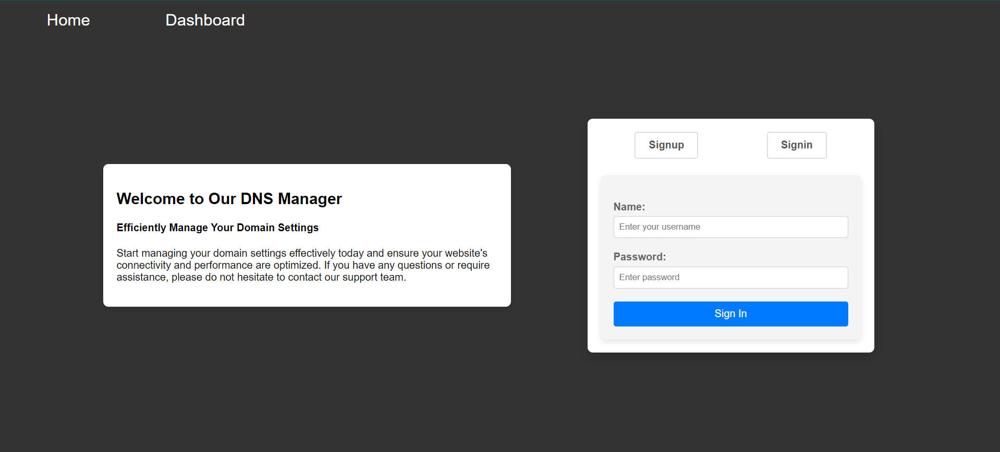 Home Dashboard
Welcome to Our DNS Manager
Efficiently Manage Your Domain Settings
Start managing your domain settings effectively today and ensure your website's
connectivity and performance are optimized. If you have any questions or require
assistance, please do not hesitate to contact our support team.
Signup Signin
Name:
Enter your username
Password:
Enter password
Sign In